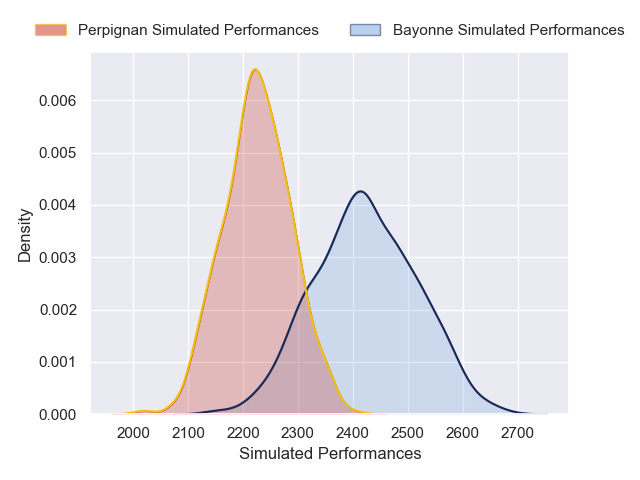 Perpignan Simulated Performances
Bayonne Simulated Performances
0.006
0.005
0.004
0.003
0.002
0.001
0.000
Density
2000 2100 2200 2300 2400 2500 2600 2700
Simulated Performances